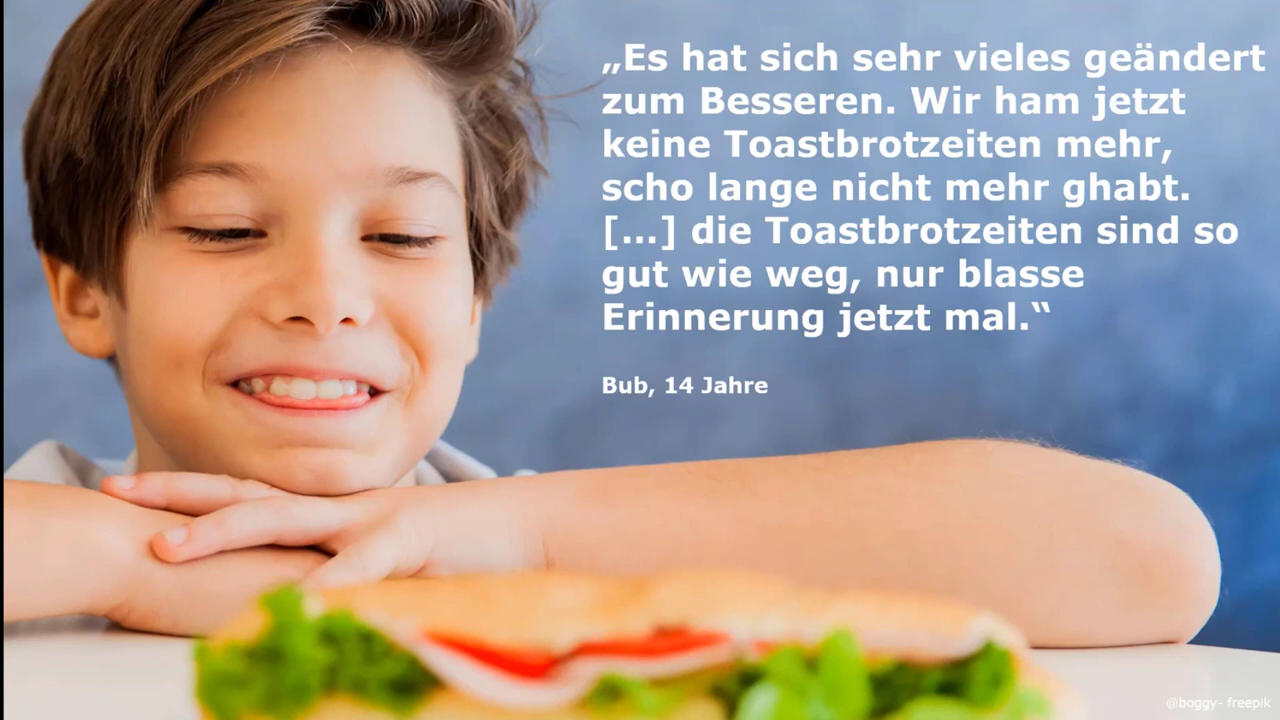 „Es hat sich sehr vieles geändert
zum Besseren. Wir ham jetzt
keine Toastbrotzeiten mehr,
scho lange nicht mehr ghabt.
[…] die Toastbrotzeiten sind so
gut wie weg, nur blasse
Erinnerung jetzt mal.“
Bub, 14 Jahre
@boggy- freepik